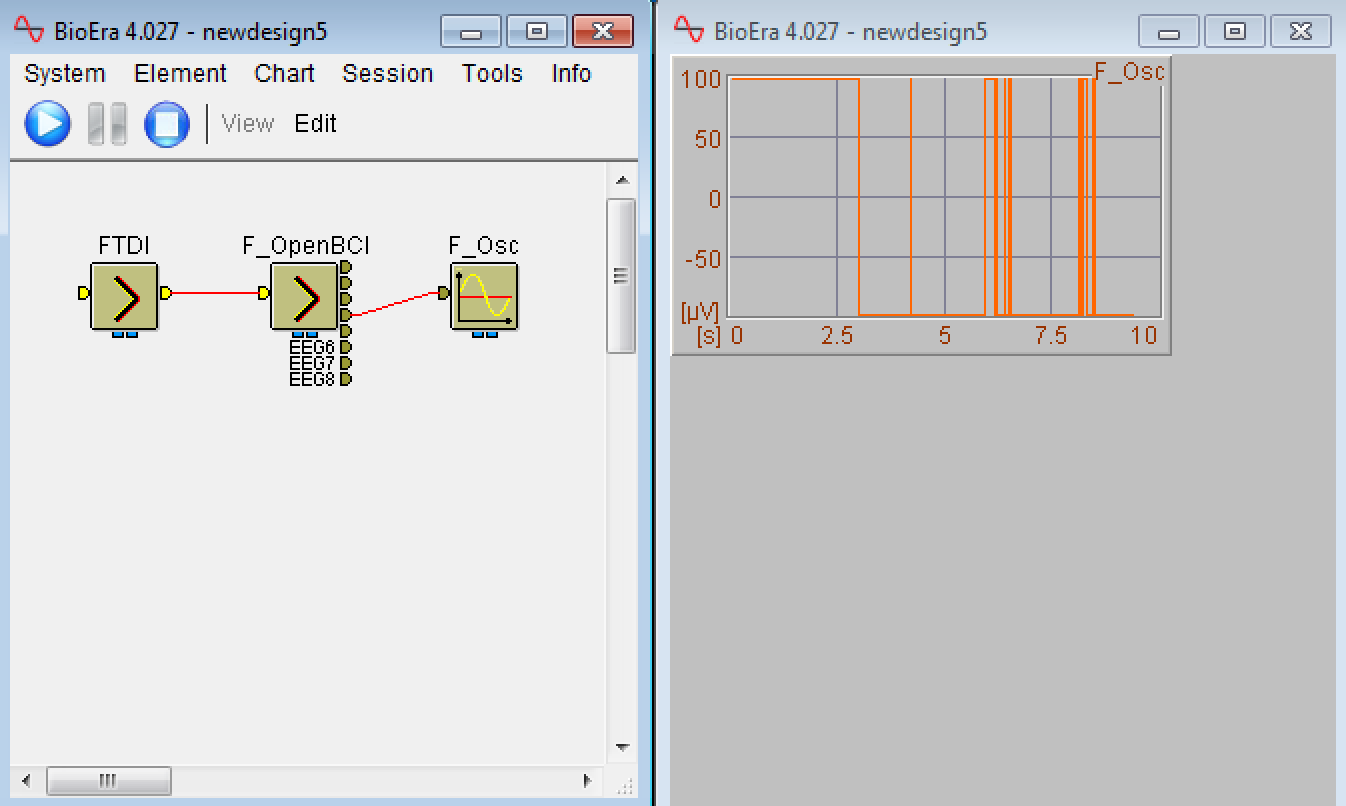 BioEra 4.027 - newdesign5
System Element Chart Session Tools Info
View Edit
FTDI F_OpenBCI F_Osc
EEG6
EEG7
EEG8
BioEra 4.027 - newdesign5
F_Osc
100
50
0
-50
[µV]
[s] 0 2.5 5 7.5 10